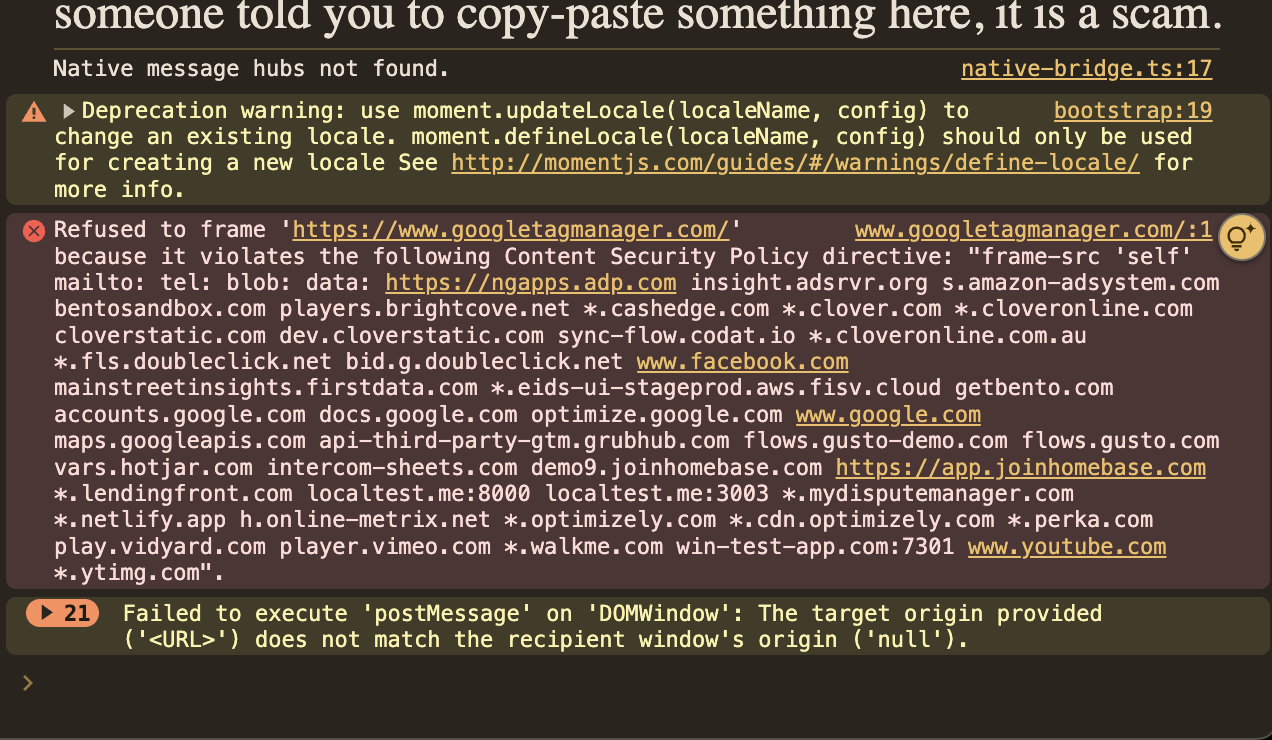 someone told you to copy-paste something here, it is a scam.
Native message hubs not found. native-bridge.ts:17
Deprecation warning: use moment.updateLocale(localeName, config) to bootstrap:19
change an existing locale. moment.defineLocale(localeName, config) should only be used
for creating a new locale See http://momentjs.com/guides/#/warnings/define-locale/ for
more info.
Refused to frame 'https://www.googletagmanager.com/' www.googletagmanager.com/:1
because it violates the following Content Security Policy directive: "frame-src 'self'
mailto: tel: blob: data: https://ngapps.adp.com insight.adsrvr.org s.amazon-adsystem.com
bentosandbox.com players.brightcove.net *.cashedge.com *.clover.com *.cloveronline.com
cloverstatic.com dev.cloverstatic.com sync-flow.codat.io *.cloveronline.com.au
*.fls.doubleclick.net bid.g.doubleclick.net www.facebook.com
mainstreetinsights.firstdata.com *.eids-ui-stageprod.aws.fisv.cloud getbento.com
accounts.google.com docs.google.com optimize.google.com www.google.com
maps.googleapis.com api-third-party-gtm.grubhub.com flows.gusto-demo.com flows.gusto.com
vars.hotjar.com intercom-sheets.com demo9.joinhomebase.com https://app.joinhomebase.com
*.lendingfront.com localtest.me:8000 localtest.me:3003 *.mydisputemanager.com
*.netlify.app h.online-metrix.net *.optimizely.com *.cdn.optimizely.com *.perka.com
play.vidyard.com player.vimeo.com *.walkme.com win-test-app.com:7301 www.youtube.com
*.ytimg.com".
21 Failed to execute 'postMessage' on 'DOMWindow': The target origin provided
('<URL>') does not match the recipient window's origin ('null').